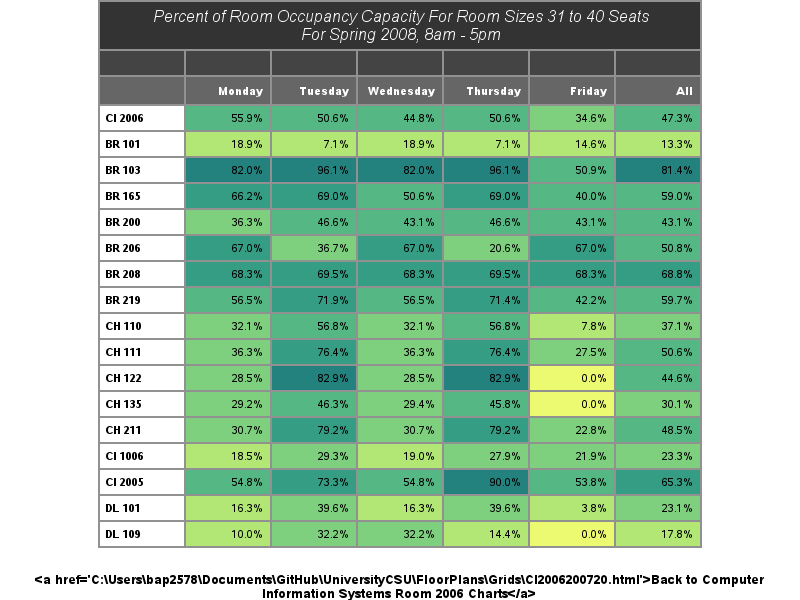 Percent of Room Occupancy Capacity For Room Sizes 31 to 40 Seats
For Spring 2008, 8am - 5pm
Monday Tuesday Wednesday Thursday Friday All
CI 2006 55.9% 50.6% 44.8% 50.6% 34.6% 47.3%
BR 101 18.9% 7.1% 18.9% 7.1% 14.6% 13.3%
BR 103 82.0% 96.1% 82.0% 96.1% 50.9% 81.4%
BR 165 66.2% 69.0% 50.6% 69.0% 40.0% 59.0%
BR 200 36.3% 46.6% 43.1% 46.6% 43.1% 43.1%
BR 206 67.0% 36.7% 67.0% 20.6% 67.0% 50.8%
BR 208 68.3% 69.5% 68.3% 69.5% 68.3% 68.8%
BR 219 56.5% 71.9% 56.5% 71.4% 42.2% 59.7%
CH 110 32.1% 56.8% 32.1% 56.8% 7.8% 37.1%
CH 111 36.3% 76.4% 36.3% 76.4% 27.5% 50.6%
CH 122 28.5% 82.9% 28.5% 82.9% 0.0% 44.6%
CH 135 29.2% 46.3% 29.4% 45.8% 0.0% 30.1%
CH 211 30.7% 79.2% 30.7% 79.2% 22.8% 48.5%
CI 1006 18.5% 29.3% 19.0% 27.9% 21.9% 23.3%
CI 2005 54.8% 73.3% 54.8% 90.0% 53.8% 65.3%
DL 101 16.3% 39.6% 16.3% 39.6% 3.8% 23.1%
DL 109 10.0% 32.2% 32.2% 14.4% 0.0% 17.8%
<a href='C:\Users\bap2578\Documents\GitHub\UniversityCSU\FloorPlans\Grids\CI2006200720.html'>Back to Computer
Information Systems Room 2006 Charts</a>